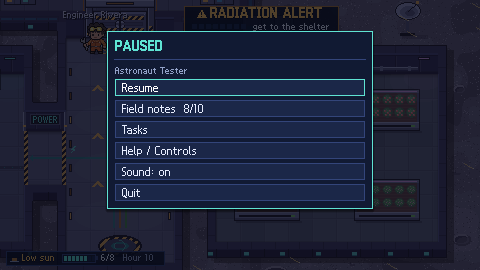 Engineer Rivera
RADIATION ALERT
get to the shelter
PAUSED
Astronaut Tester
Resume
Field notes 8/10
Tasks
Help / Controls
Sound: on
Quit
POWER
Low sun
6/8
Hour 10